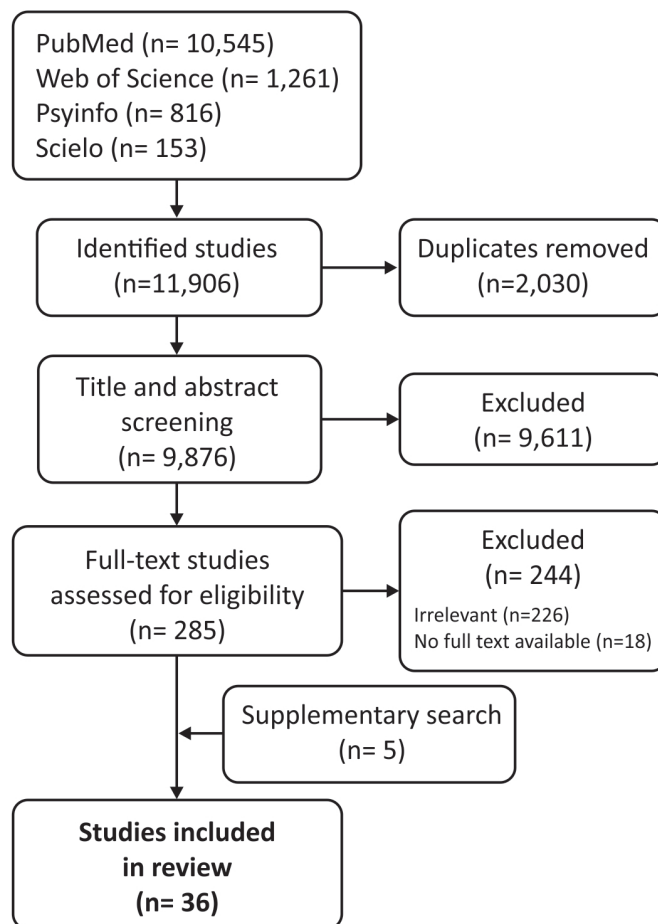 PubMed (n= 10,545)
Web of Science (n= 1,261)
Psyinfo (n= 816)
Scielo (n= 153)
Identified studies
(n=11,906)
Duplicates removed
(n=2,030)
Title and abstract
screening
(n= 9,876)
Excluded
(n= 9,611)
Full-text studies
assessed for eligibility
(n= 285)
Excluded
(n= 244)
Irrelevant (n=226)
No full text available (n=18)
Supplementary search
(n= 5)
Studies included
in review
(n= 36)